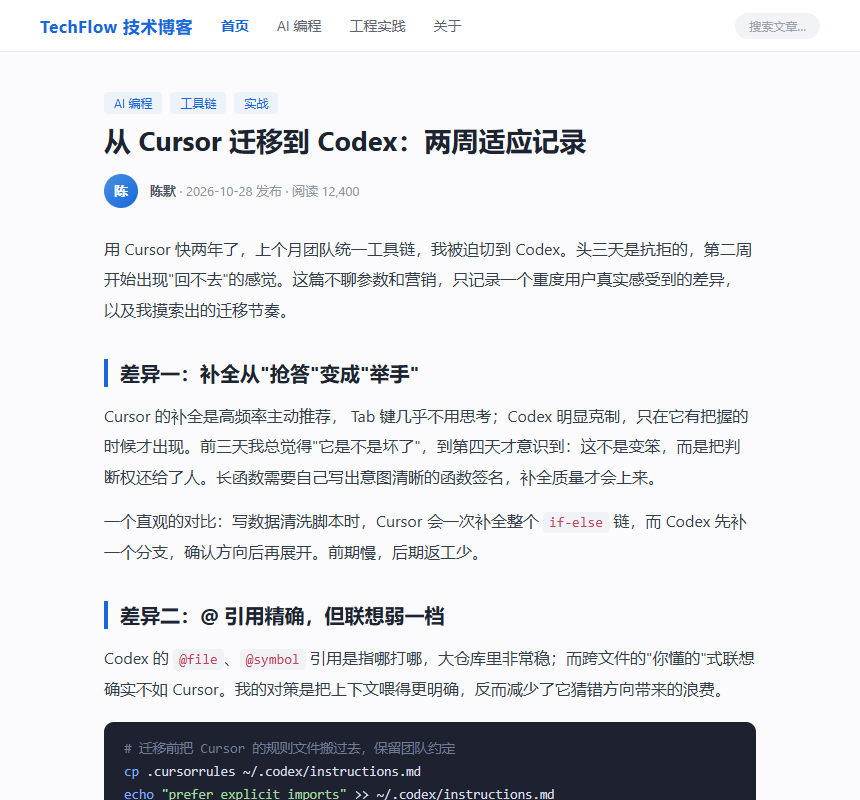 TechFlow 技术博客 首页 AI 编程 工程实践 关于 搜索文章...
AI 编程 工具链 实战
从 Cursor 迁移到 Codex：两周适应记录
陈 陈默 · 2026-10-28 发布 · 阅读 12,400
用 Cursor 快两年了，上个月团队统一工具链，我被迫切到 Codex。头三天是抗拒的，第二周
开始出现"回不去"的感觉。这篇不聊参数和营销，只记录一个重度用户真实感受到的差异，
以及我摸索出的迁移节奏。
差异一：补全从"抢答"变成"举手"
Cursor 的补全是高频率主动推荐， Tab 键几乎不用思考；Codex 明显克制，只在它有把握的
时候才出现。前三天我总觉得"它是不是坏了"，到第四天才意识到：这不是变笨，而是把判
断权还给了人。长函数需要自己写出意图清晰的函数签名，补全质量才会上来。
一个直观的对比：写数据清洗脚本时，Cursor 会一次补全整个 if-else 链，而 Codex 先补
一个分支，确认方向后再展开。前期慢，后期返工少。
差异二：@ 引用精确，但联想弱一档
Codex 的 @file 、@symbol 引用是指哪打哪，大仓库里非常稳；而跨文件的"你懂的"式联想
确实不如 Cursor。我的对策是把上下文喂得更明确，反而减少了它猜错方向带来的浪费。
# 迁移前把 Cursor 的规则文件搬过去，保留团队约定
cp .cursorrules ~/.codex/instructions.md
echo "prefer explicit imports" >> ~/.codex/instructions.md